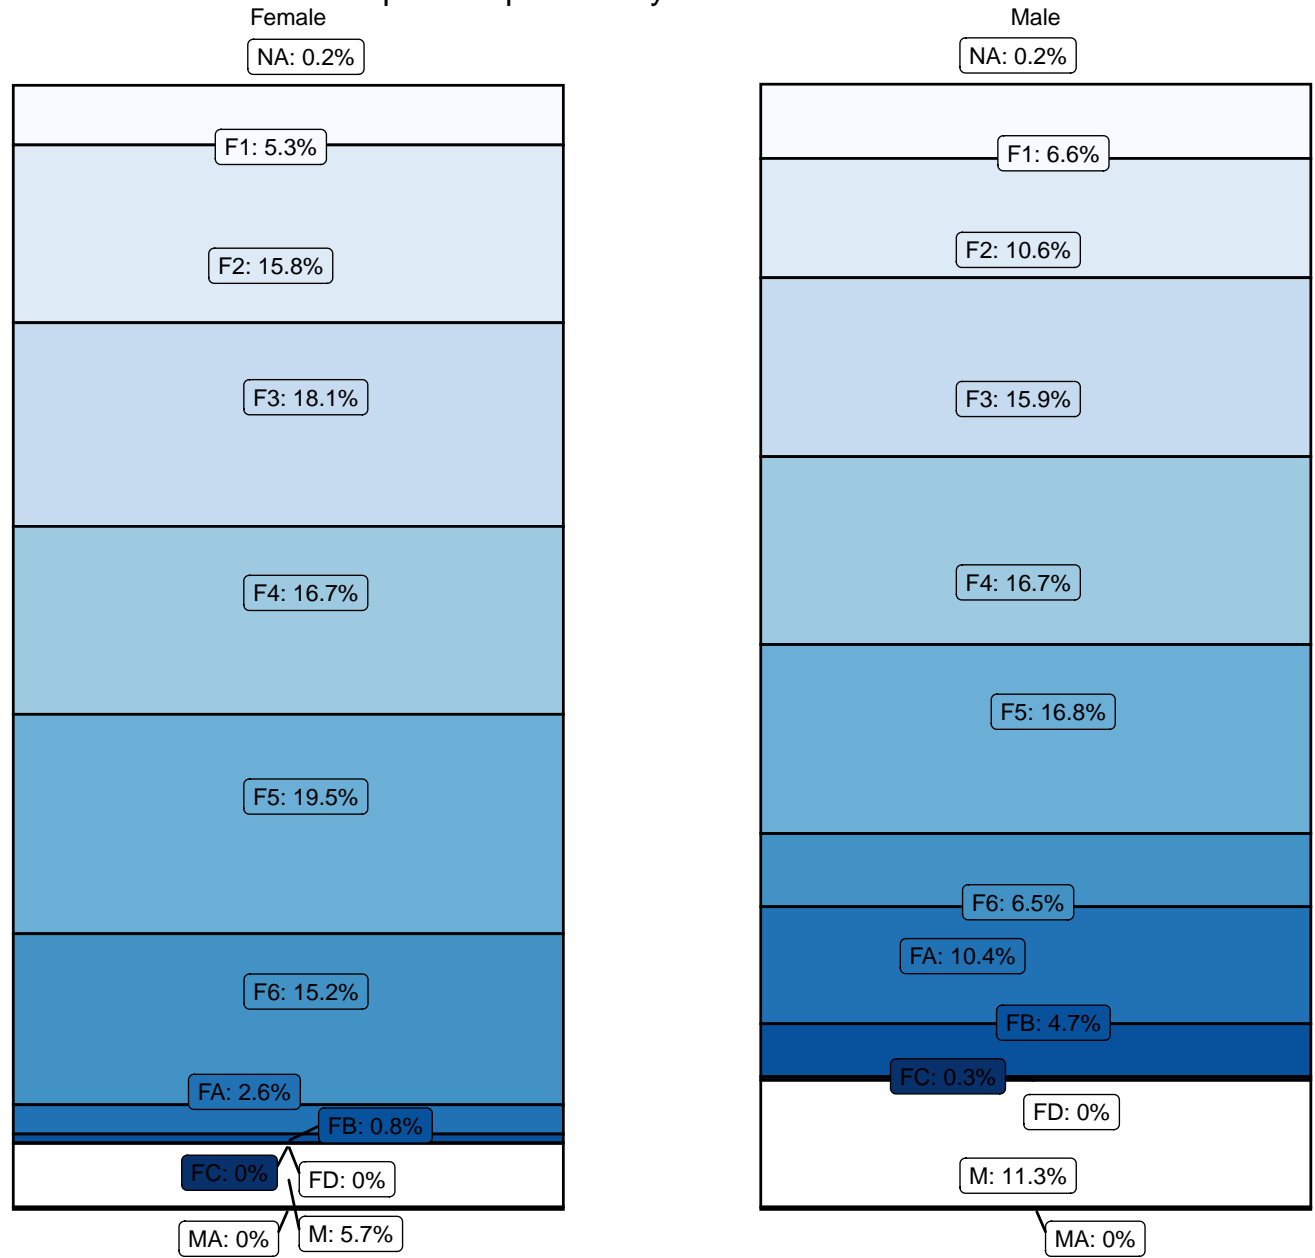 Female
NA: 0.2%
F1: 5.3%
F2: 15.8%
F3: 18.1%
F4: 16.7%
F5: 19.5%
F6: 15.2%
FA: 2.6%
FB: 0.8%
FC: 0%
FD: 0%
M: 5.7%
MA: 0%
Male
NA: 0.2%
F1: 6.6%
F2: 10.6%
F3: 15.9%
F4: 16.7%
F5: 16.8%
F6: 6.5%
FA: 10.4%
FB: 4.7%
FC: 0.3%
FD: 0%
M: 11.3%
MA: 0%